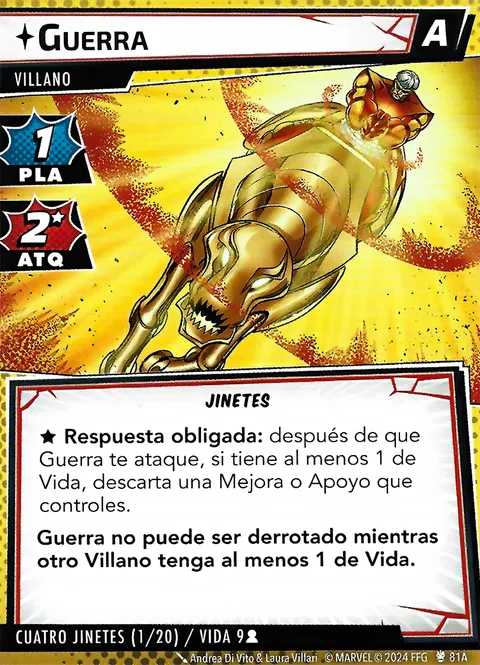 GUERRA
A
VILLANO
1
PLA
2★
ATQ
JINETES
★ Respuesta obligada: después de que
Guerra te ataque, si tiene al menos 1 de
Vida, descarta una Mejora o Apoyo que
controles.
Guerra no puede ser derrotado mientras
otro Villano tenga al menos 1 de Vida.
CUATRO JINETES (1/20) / VIDA 9
Andrea Di Vito & Laura Villari © MARVEL © 2024 FFG 81A